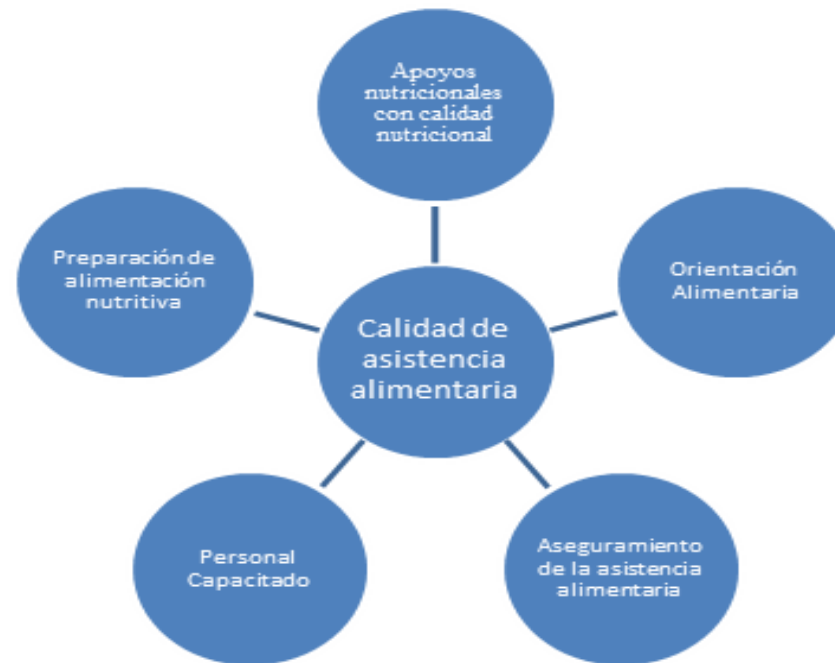 Apoyos
nutricionales
con calidad
nutricional
Preparación de
alimentación
nutritiva
Orientación
Alimentaria
Calidad de
asistencia
alimentaria
Personal
Capacitado
Aseguramiento
de la asistencia
alimentaria